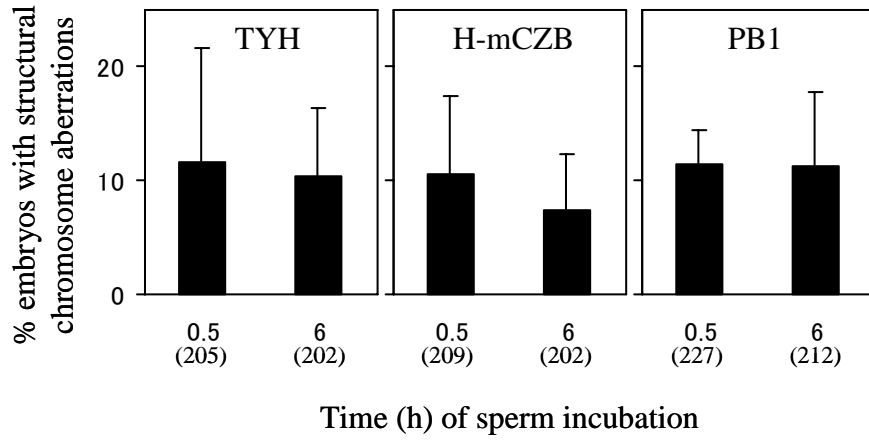 % embryos with structural
chromosome aberrations
20
10
0
TYH
H-mCZB
PB1
0.5
6
0.5
6
0.5
6
(205)
(202)
(209)
(202)
(227)
(212)
Time (h) of sperm incubation